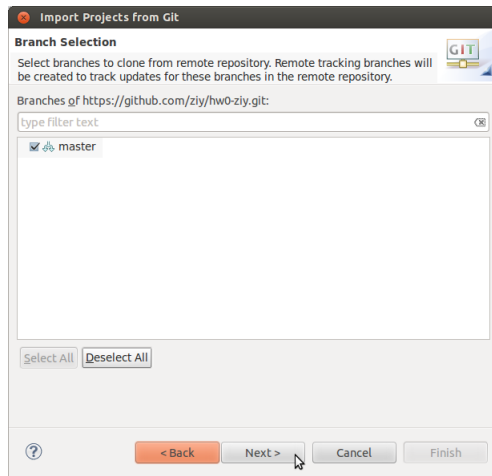 Import Projects from Git
Branch Selection
GIT
Select branches to clone from remote repository. Remote tracking branches will
be created to track updates for these branches in the remote repository.
Branches of https://github.com/ziy/hw0-ziy.git:
type filter text
master
Select All Deselect All
? < Back Next > Cancel Finish